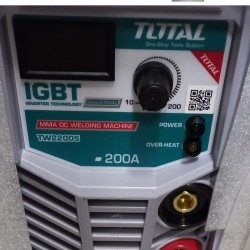 TOTAL
One-Stop Tools Station
TOTAL
IGBT
INVERTER TECHNOLOGY
INDUSTRIAL
10
200
MMA DC WELDING MACHINE
POWER
TW22005
OVER-HEAT
200A